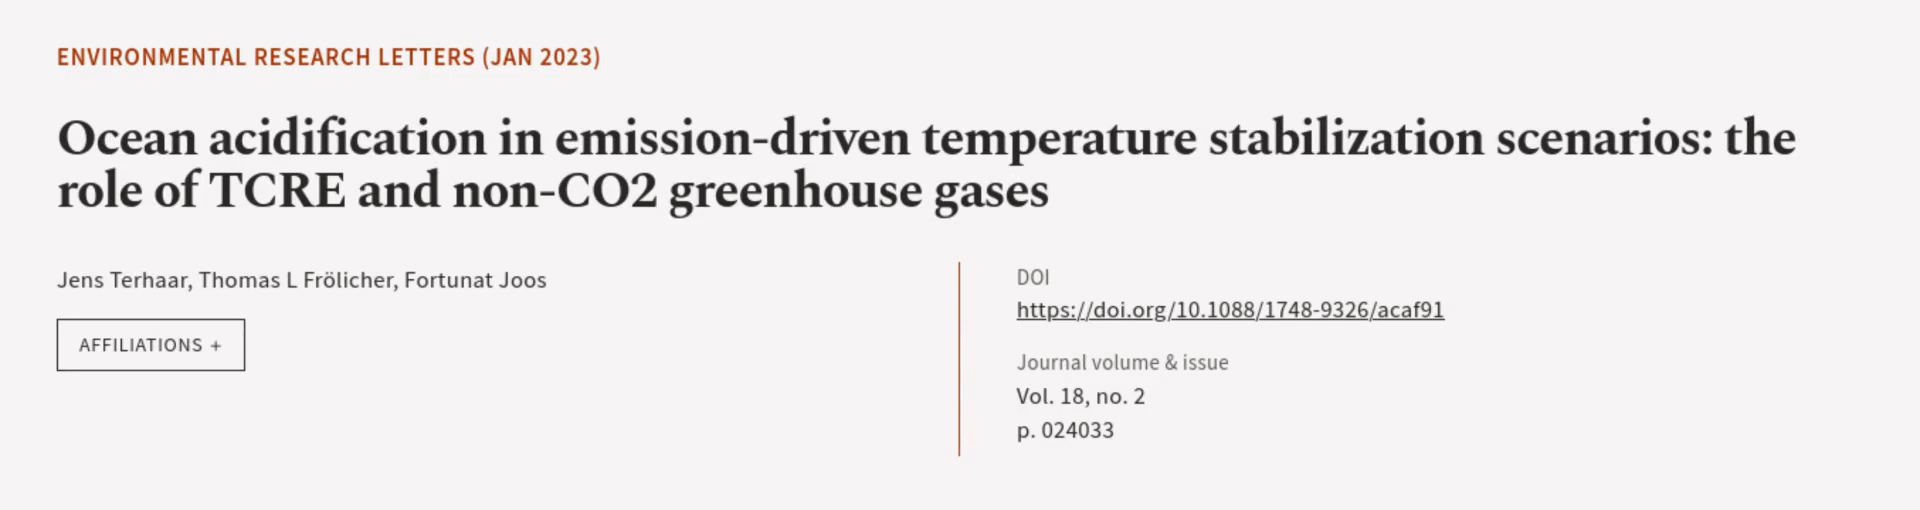 ENVIRONMENTAL RESEARCH LETTERS (JAN 2023)
Ocean acidification in emission-driven temperature stabilization scenarios: the
role of TCRE and non-CO2 greenhouse gases
Jens Terhaar, Thomas L Frölicher, Fortunat Joos
AFFILIATIONS +
DOI
https://doi.org/10.1088/1748-9326/acaf91
Journal volume & issue
Vol. 18, no. 2
p. 024033